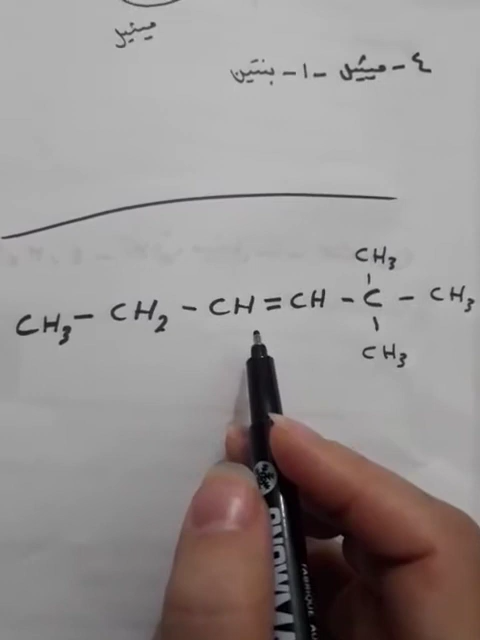 ميثيل
٤ - ميثيل - ١ - بنتين
CH₃
CH₃ - CH₂ - CH = CH - C - CH₃
CH₃